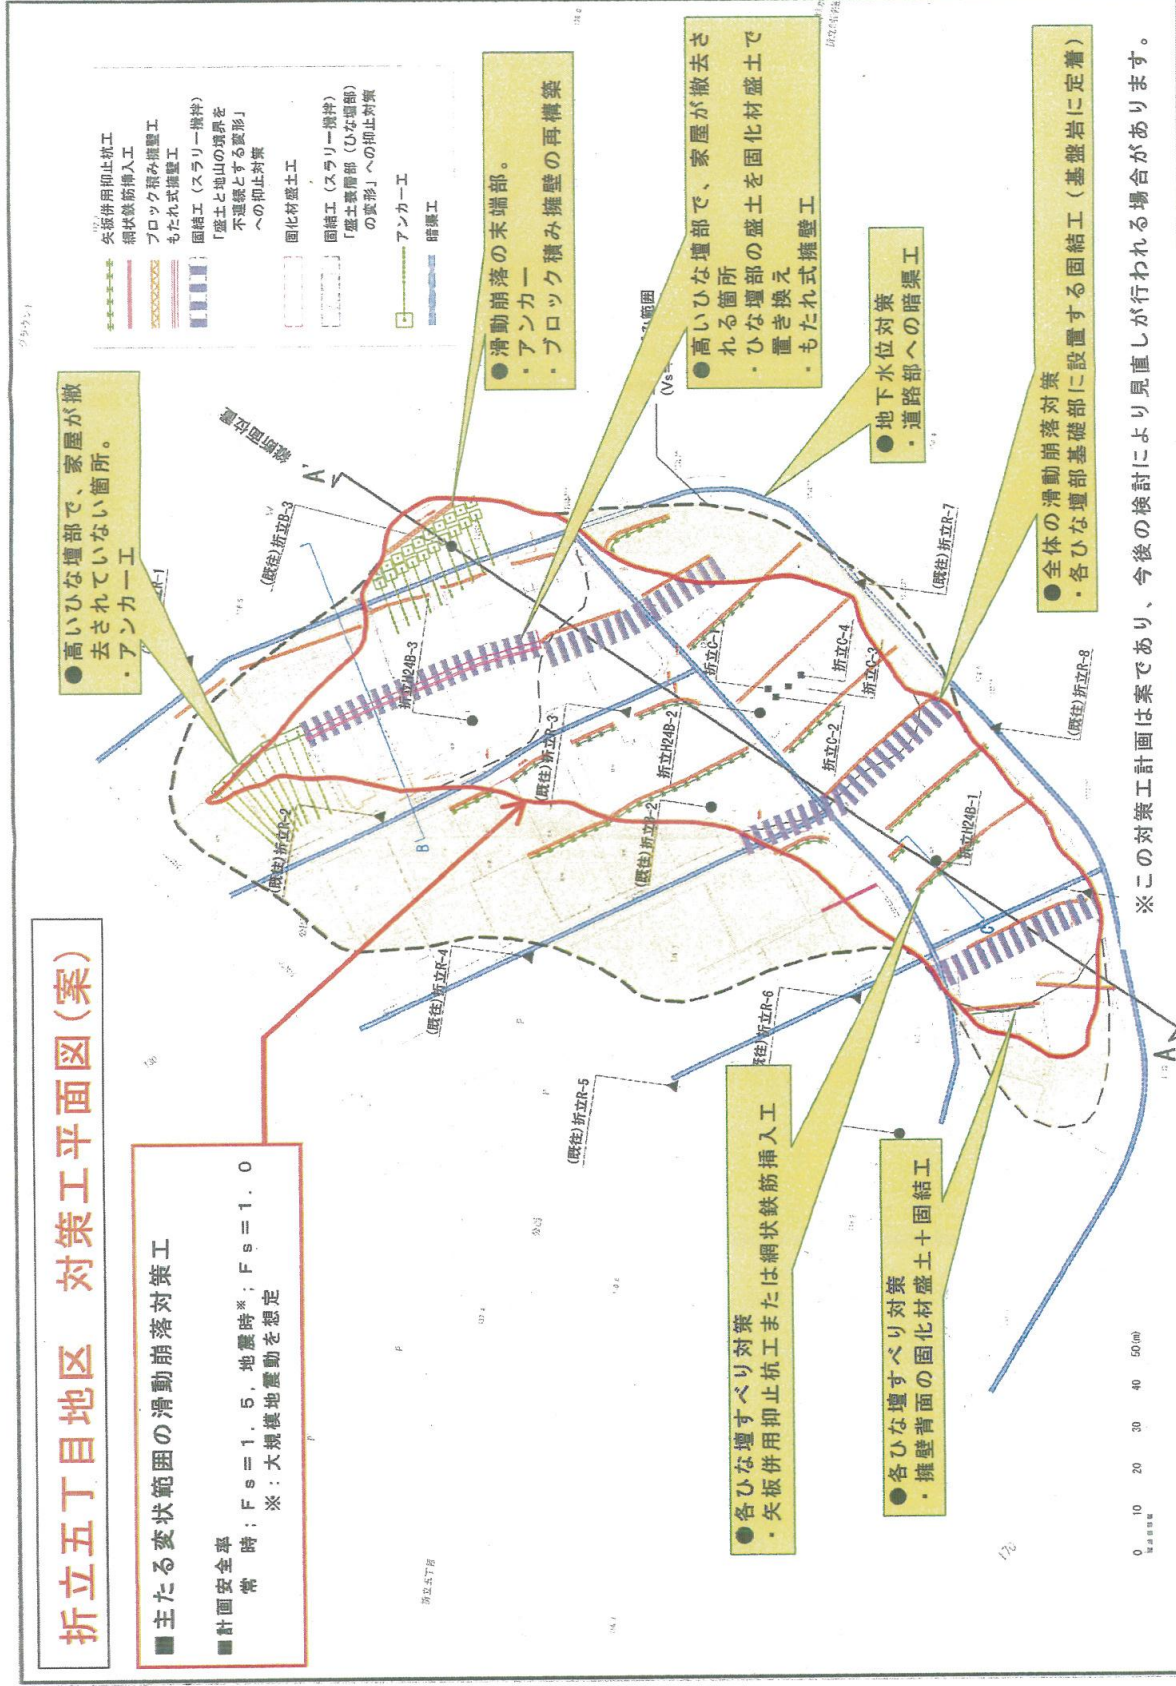 折立五丁目地区 対策工平面図(案)
■主たる変状範囲の滑動崩落対策工
■計画安全率
常 時;Fs=1.5,地震時※;Fs=1.0
※:大規模地震動を想定
●高いひな壇部で、家屋が撤
去されていない箇所。
・アンカー工
矢板併用抑止杭工
網状鉄筋挿入工
ブロック積み擁壁工
もたれ式擁壁工
固結工(スラリー撹拌)
「盛土と地山の境界を
不連続とする変形」
への抑止対策
固化材盛土工
固結工(スラリー撹拌)
「盛土表層部(ひな壇部)
の変形」への抑止対策
アンカー工
暗渠工
●滑動崩落の末端部。
・アンカー
・ブロック積み擁壁の再構築
●高いひな壇部で、家屋が撤去さ
れる箇所
・ひな壇部の盛土を固化材盛土で
置き換え
・もたれ式擁壁工
●地下水位対策
・道路部への暗渠工
●全体の滑動崩落対策
・各ひな壇部基礎部に設置する固結工(基盤岩に定着)
●各ひな壇すべり対策
・矢板併用抑止杭工または網状鉄筋挿入工
●各ひな壇すべり対策
・擁壁背面の固化材盛土+固結工
縦断面位置
A'
(既往)折立B-3
R-1
(既往)折立R-2
B
折立H24B-3
(既往)折立R-3
折立H24B-2
(既往)折立B-2
折立C-1
折立C-4
折立C-3
折立C-2
(既往)折立R-7
(既往)折立R-4
(既往)折立R-5
既往)折立R-6
折立H24B-1
(既往)折立R-8
C
A
(Vs=
み範囲
折立五丁目
0 10 20 30 40 50(m)
※この対策工計画は案であり、今後の検討により見直しが行われる場合があります。